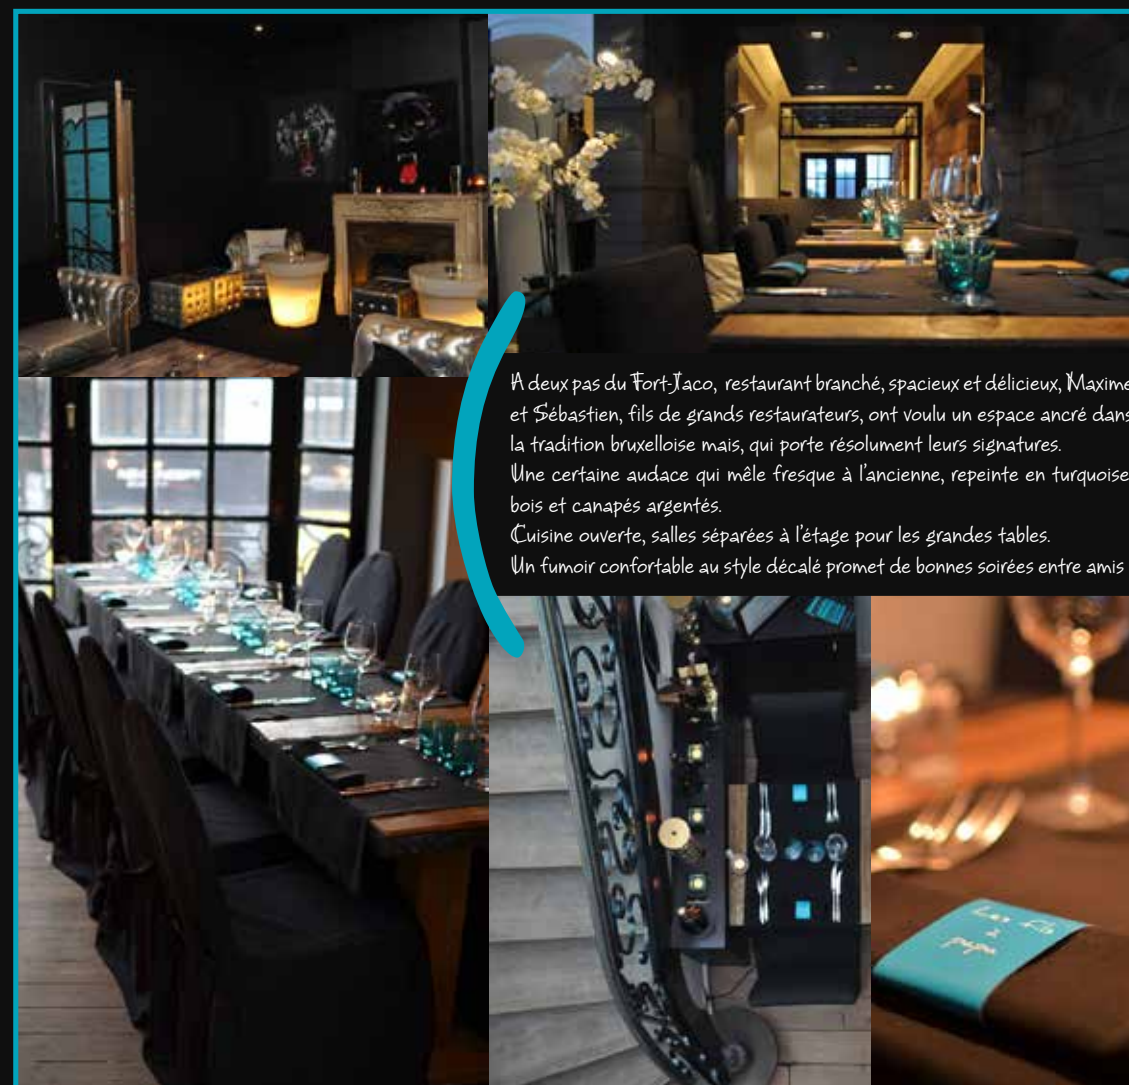 A deux pas du Fort-Jaco, restaurant branché, spacieux et délicieux, Maxime
et Sébastien, fils de grands restaurateurs, ont voulu un espace ancré dans
la tradition bruxelloise mais, qui porte résolument leurs signatures.
Une certaine audace qui mêle fresque à l'ancienne, repeinte en turquoise
bois et canapés argentés.
Cuisine ouverte, salles séparées à l'étage pour les grandes tables.
Un fumoir confortable au style décalé promet de bonnes soirées entre amis
Les fils
à
papa